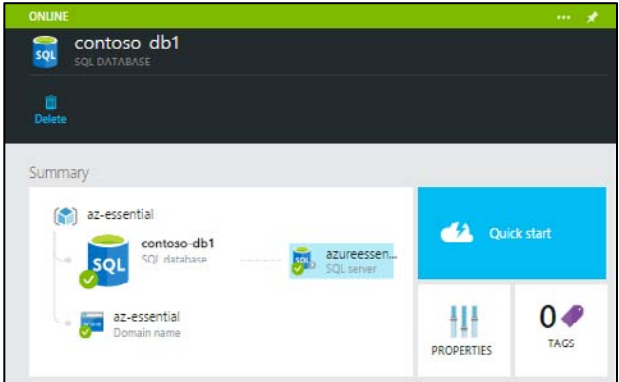 ONLINE
contoso db1
SQL
SQL DATABASE
Delete
Summary
az-essential
contoso-db1
SQL database
SQL
azureessen...
SQL server
SQL
az-essential
Domain name
Quick start
PROPERTIES
0
TAGS